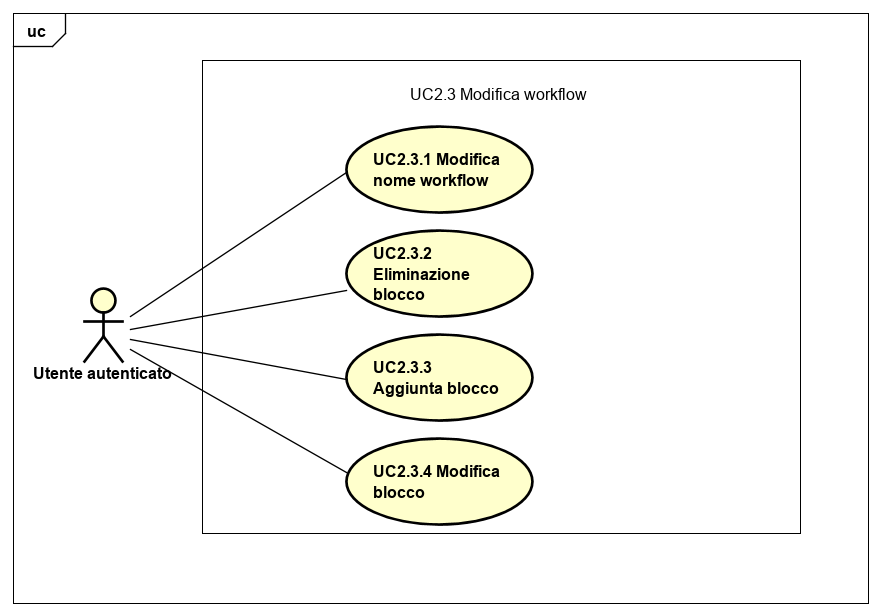 uc
UC2.3 Modifica workflow
UC2.3.1 Modifica
nome workflow
UC2.3.2
Eliminazione
blocco
UC2.3.3
Aggiunta blocco
UC2.3.4 Modifica
blocco
Utente autenticato